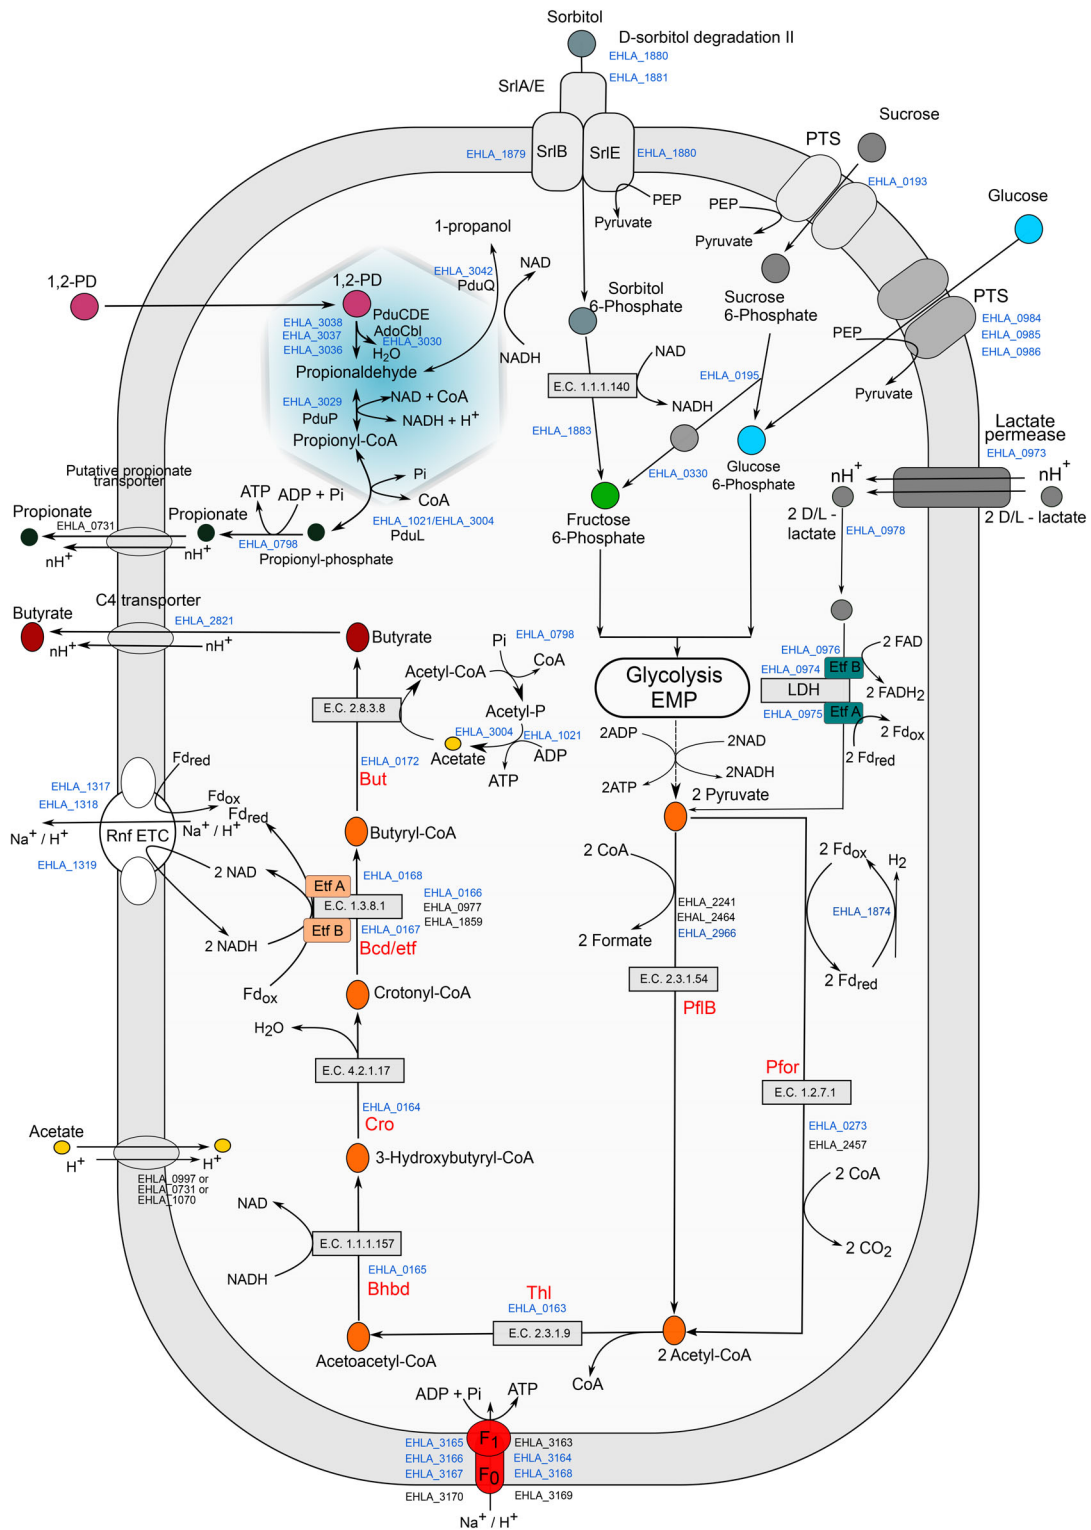 Sorbitol
D-sorbitol degradation II
EHLA_1880
EHLA_1881
SrlA/E
EHLA_1879
SrlB
SrlE
EHLA_1880
PEP
Pyruvate
PTS
Sucrose
EHLA_0193
PEP
Pyruvate
Glucose
PTS
EHLA_0984
EHLA_0985
EHLA_0986
PEP
Pyruvate
1-propanol
EHLA_3042
PduQ
NAD
NADH
1,2-PD
1,2-PD
PduCDE
EHLA_3038
EHLA_3037
EHLA_3036
AdoCbl
EHLA_3030
H2O
Propionaldehyde
EHLA_3029
PduP
NAD + CoA
NADH + H+
Propionyl-CoA
Pi
CoA
EHLA_1021/EHLA_3004
PduL
Sorbitol
6-Phosphate
Sucrose
6-Phosphate
NAD
E.C. 1.1.1.140
NADH
EHLA_1883
EHLA_0195
EHLA_0330
Glucose
6-Phosphate
Fructose
6-Phosphate
Lactate
permease
EHLA_0973
nH+
nH+
2 D/L -
lactate
2 D/L - lactate
EHLA_0978
Putative propionate
transporter
Propionate
EHLA_0731
nH+
Propionate
nH+
ATP
ADP + Pi
EHLA_0798
Propionyl-phosphate
C4 transporter
Butyrate
EHLA_2821
nH+
nH+
Butyrate
Pi
EHLA_0798
Acetyl-CoA
CoA
E.C. 2.8.3.8
Acetyl-P
EHLA_3004
EHLA_1021
Acetate
ADP
ATP
EHLA_0172
But
Glycolysis
EMP
2ADP
2NAD
2ATP
2NADH
2 Pyruvate
EHLA_0976
2 FAD
Etf B
EHLA_0974
LDH
2 FADH2
EHLA_0975
Etf A
2 Fdox
2 Fdred
EHLA_1317
EHLA_1318
Fdred
Fdox
Fdred
Na+ / H+
Rnf ETC
Na+ / H+
EHLA_1319
2 NAD
2 NADH
Butyryl-CoA
EHLA_0168
Etf A
E.C. 1.3.8.1
Etf B
EHLA_0166
EHLA_0977
EHLA_1859
EHLA_0167
Bcd/etf
Fdox
Crotonyl-CoA
H2O
E.C. 4.2.1.17
EHLA_0164
Cro
2 CoA
2 Formate
EHLA_2241
EHAL_2464
EHLA_2966
E.C. 2.3.1.54
PflB
2 Fdox
H2
EHLA_1874
2 Fdred
Pfor
E.C. 1.2.7.1
EHLA_0273
EHLA_2457
2 CoA
2 CO2
Acetate
H+
H+
EHLA_0997 or
EHLA_0731 or
EHLA_1070
3-Hydroxybutyryl-CoA
NAD
E.C. 1.1.1.157
NADH
EHLA_0165
Bhbd
Thl
EHLA_0163
E.C. 2.3.1.9
Acetoacetyl-CoA
2 Acetyl-CoA
CoA
ADP + Pi
ATP
EHLA_3165
F1
EHLA_3163
EHLA_3166
EHLA_3164
EHLA_3167
F0
EHLA_3168
EHLA_3170
EHLA_3169
Na+ / H+